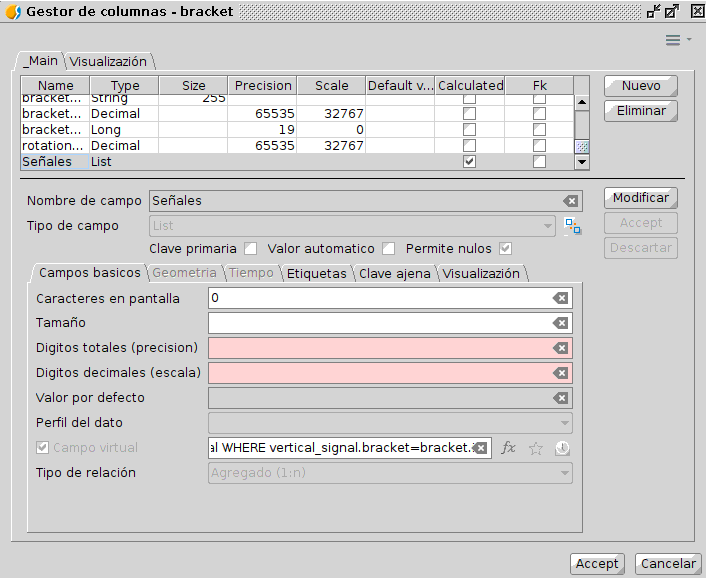 Gestor de columnas - bracket
_Main Visualización
Name Type Size Precision Scale Default v... Calculated Fk
bracket... String 255
bracket... Decimal 65535 32767
bracket... Long 19 0
rotation... Decimal 65535 32767
Señales List
Nuevo
Eliminar
Nombre de campo Señales
Tipo de campo List
Clave primaria Valor automatico Permite nulos
Modificar
Accept
Descartar
Campos basicos Geometria Tiempo Etiquetas Clave ajena Visualización
Caracteres en pantalla 0
Tamaño
Digitos totales (precision)
Digitos decimales (escala)
Valor por defecto
Perfil del dato
Campo virtual al WHERE vertical_signal.bracket=bracket. fx
Tipo de relación Agregado (1:n)
Accept Cancelar